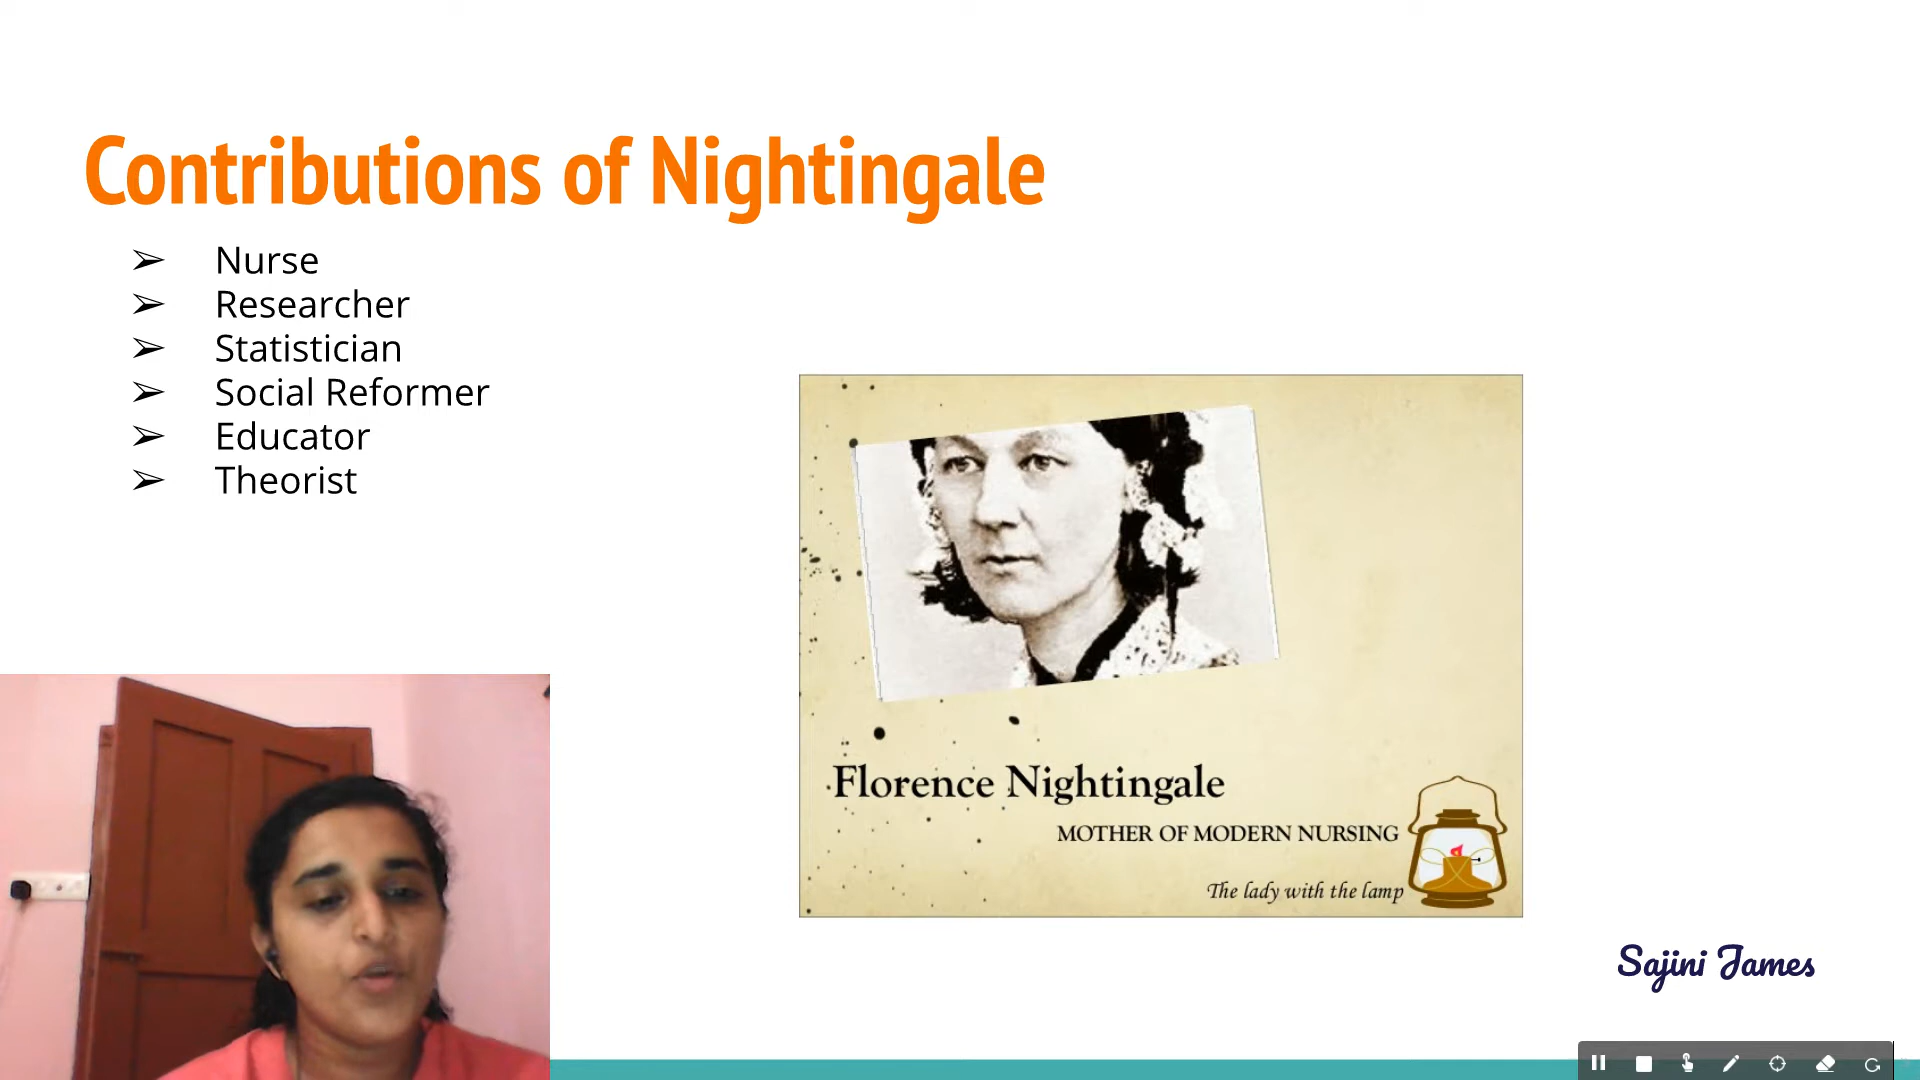 Contributions of Nightingale
➢ Nurse
➢ Researcher
➢ Statistician
➢ Social Reformer
➢ Educator
➢ Theorist
Florence Nightingale
MOTHER OF MODERN NURSING
The lady with the lamp
Sajini James